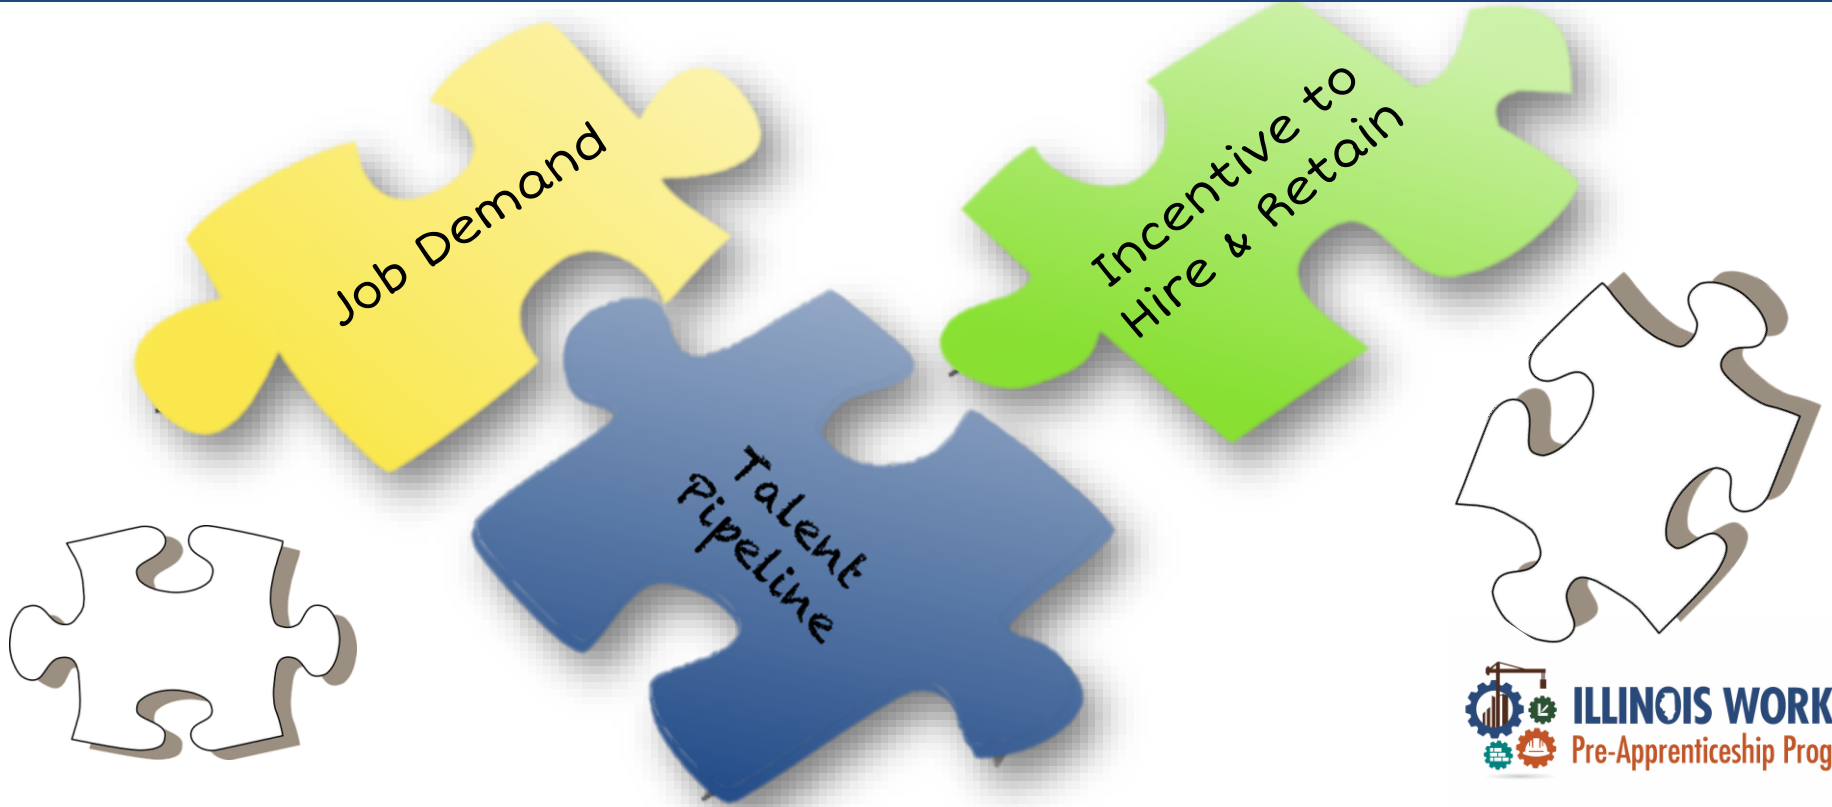 Job Demand
Incentive to
Hire & Retain
Talent
Pipeline
ILLINOIS WORK
Pre-Apprenticeship Prog